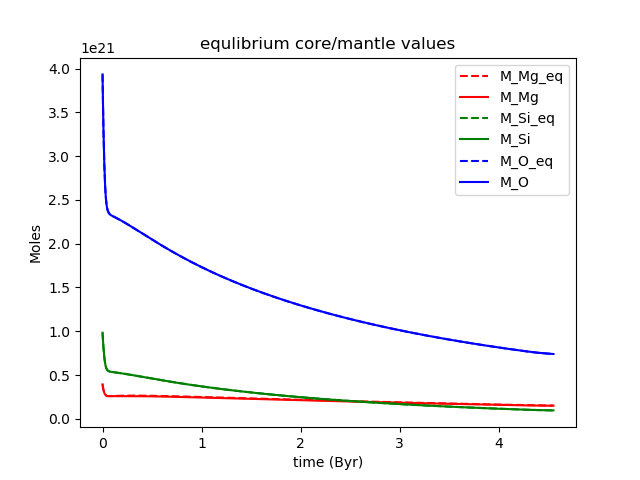 equlibrium core/mantle values
1e21
4.0
3.5
3.0
2.5
2.0
1.5
1.0
0.5
0.0
Moles
M_Mg_eq
M_Mg
M_Si_eq
M_Si
M_O_eq
M_O
0 1 2 3 4
time (Byr)